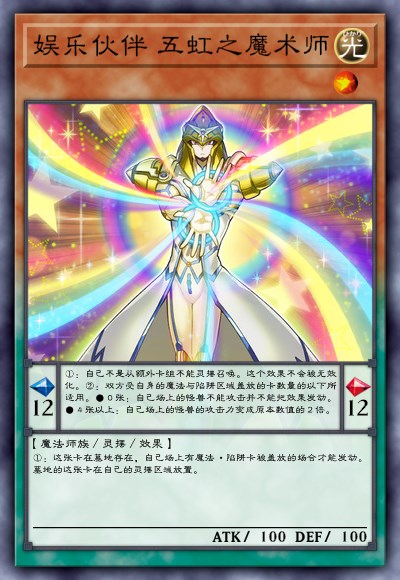 娱乐伙伴 五虹之魔术师
光
①：自己不是从额外卡组不能灵摆召唤。这个效果不会被无效
化。②：双方受自身的魔法与陷阱区域盖放的卡数量的以下所
适用。●0张：自己场上的怪兽不能攻击并不能把效果发动。
●4张以上：自己场上的怪兽的攻击力变成原本数值的2倍。
12
12
【魔法师族／灵摆／效果】
①：这张卡在墓地存在，自己场上有魔法·陷阱卡被盖放的场合才能发动。
墓地的这张卡在自己的灵摆区域放置。
ATK/ 100 DEF/ 100